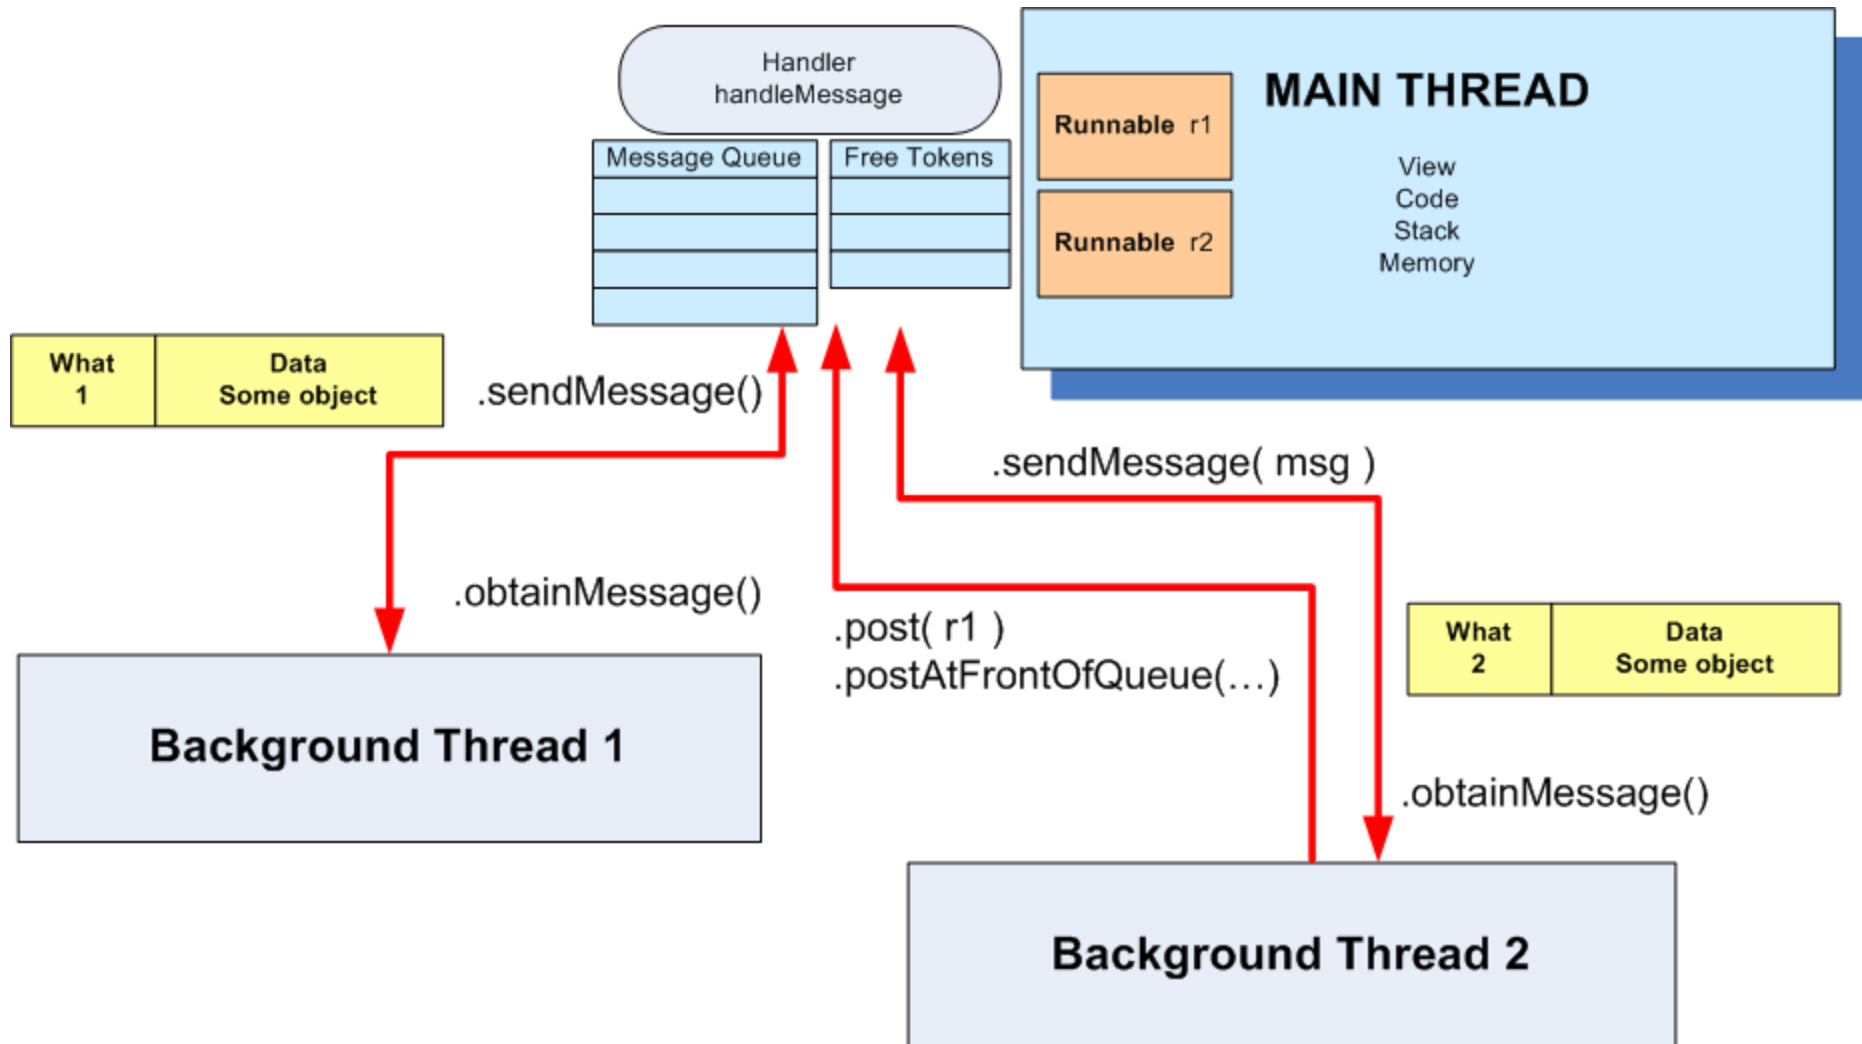 Handler
handleMessage
Message Queue
Free Tokens
MAIN THREAD
Runnable r1
Runnable r2
View
Code
Stack
Memory
What
1
Data
Some object
.sendMessage()
.sendMessage( msg )
.obtainMessage()
.post( r1 )
.postAtFrontOfQueue(…)
What
2
Data
Some object
Background Thread 1
.obtainMessage()
Background Thread 2